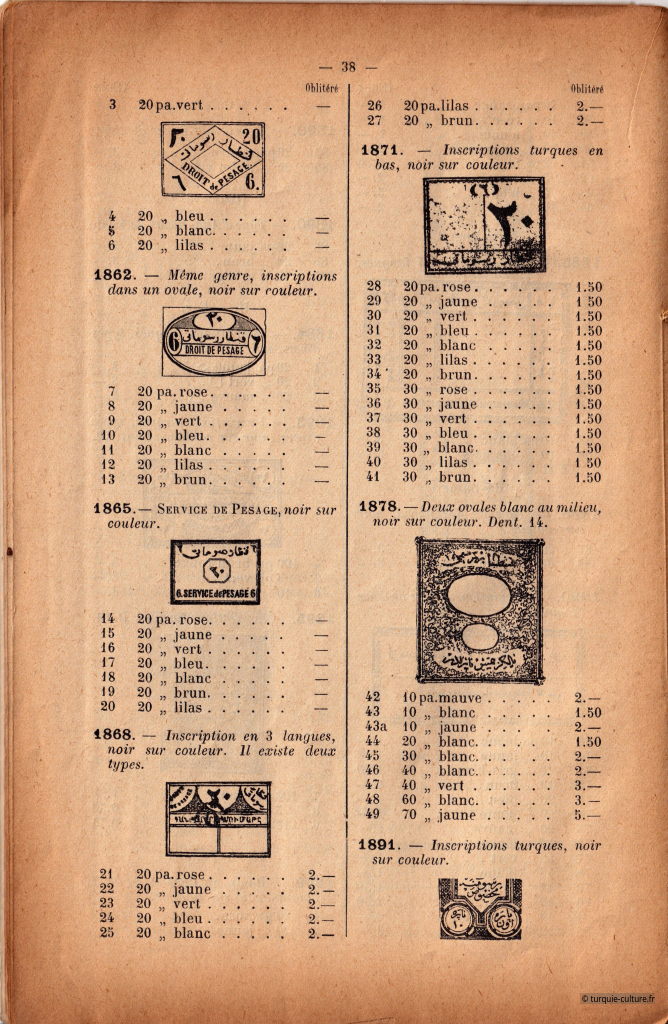 — 38 —
Oblitéré
3 20 pa. vert . . . . . . —
20
DROIT de PESAGE
6.
4 20 „ bleu . . . . . . —
5 20 „ blanc. . . . . . —
6 20 „ lilas . . . . . . —
1862. — Même genre, inscriptions
dans un ovale, noir sur couleur.
٢٠
6
DROIT DE PESAGE
٦
7 20 pa. rose. . . . . . —
8 20 „ jaune . . . . . —
9 20 „ vert . . . . . . —
10 20 „ bleu. . . . . . —
11 20 „ blanc . . . . . —
12 20 „ lilas . . . . . . —
13 20 „ brun. . . . . . —
1865. — SERVICE DE PESAGE, noir sur
couleur.
6. SERVICE de PESAGE 6
14 20 pa. rose. . . . . . —
15 20 „ jaune . . . . . —
16 20 „ vert . . . . . . —
17 20 „ bleu. . . . . . —
18 20 „ blanc . . . . . —
19 20 „ brun. . . . . . —
20 20 „ lilas . . . . . . —
1868. — Inscription en 3 langues,
noir sur couleur. Il existe deux
types.
21 20 pa. rose . . . . . . 2.—
22 20 „ jaune . . . . . 2.—
23 20 „ vert . . . . . . 2.—
24 20 „ bleu . . . . . . 2.—
25 20 „ blanc . . . . . 2.—
Oblitéré
26 20 pa. lilas . . . . . . 2.—
27 20 „ brun . . . . . . 2.—
1871. — Inscriptions turques en
bas, noir sur couleur.
(٦)
٢٠
28 20 pa. rose . . . . . . 1.50
29 20 „ jaune . . . . . 1 50
30 20 „ vert . . . . . . 1 50
31 20 „ bleu . . . . . . 1.50
32 20 „ blanc . . . . . 1.50
33 20 „ lilas . . . . . . 1 50
34 20 „ brun. . . . . . 1.50
35 30 „ rose . . . . . . 1.50
36 30 „ jaune . . . . . 1.50
37 30 „ vert . . . . . . 1.50
38 30 „ bleu . . . . . . 1.50
39 30 „ blanc. . . . . . 1.50
40 30 „ lilas . . . . . . 1 50
41 30 „ brun. . . . . . 1.50
1878. — Deux ovales blanc au milieu,
noir sur couleur. Dent. 14.
42 10 pa. mauve . . . . . 2.—
43 10 „ blanc . . . . . 1.50
43a 10 „ jaune . . . . . 2.—
44 20 „ blanc. . . . . . 1.50
45 30 „ blanc. . . . . . 2.—
46 40 „ blanc . . . . . 2.—
47 40 „ vert . . . . . . 3.—
48 60 „ blanc. . . . . . 3.—
49 70 „ jaune . . . . . 5.—
1891. — Inscriptions turques, noir
sur couleur.
© turquie-culture.fr